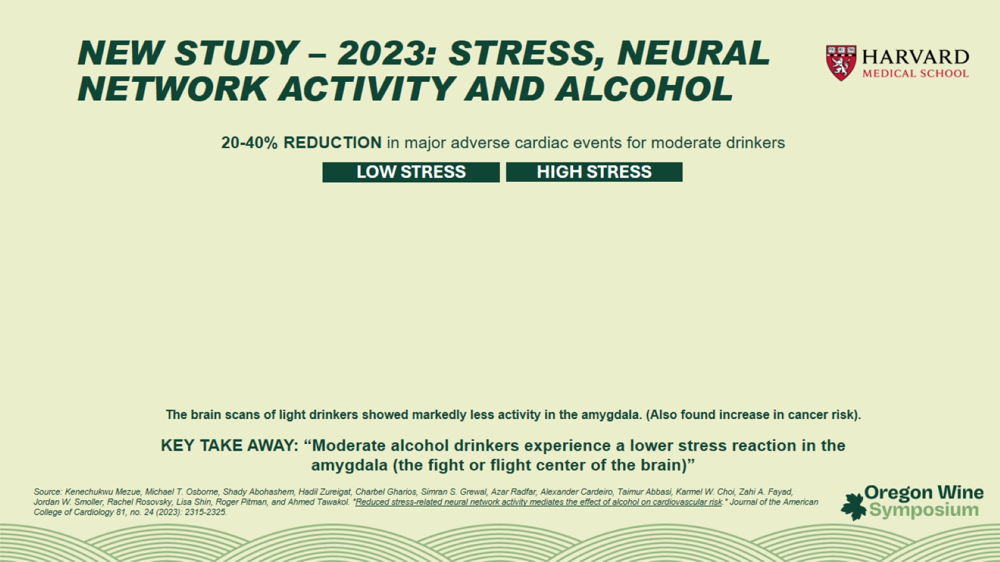 NEW STUDY – 2023: STRESS, NEURAL
NETWORK ACTIVITY AND ALCOHOL
HARVARD
MEDICAL SCHOOL
20-40% REDUCTION in major adverse cardiac events for moderate drinkers
LOW STRESS
HIGH STRESS
The brain scans of light drinkers showed markedly less activity in the amygdala. (Also found increase in cancer risk).
KEY TAKE AWAY: “Moderate alcohol drinkers experience a lower stress reaction in the
amygdala (the fight or flight center of the brain)”
Source: Kenechukwu Mezue, Michael T. Osborne, Shady Abohashem, Hadil Zureigat, Charbel Gharios, Simran S. Grewal, Azar Radfar, Alexander Cardeiro, Taimur Abbasi, Karmel W. Choi, Zahi A. Fayad,
Jordan W. Smoller, Rachel Rosovsky, Lisa Shin, Roger Pitman, and Ahmed Tawakol. "Reduced stress-related neural network activity mediates the effect of alcohol on cardiovascular risk." Journal of the American
College of Cardiology 81, no. 24 (2023): 2315-2325.
Oregon Wine
Symposium